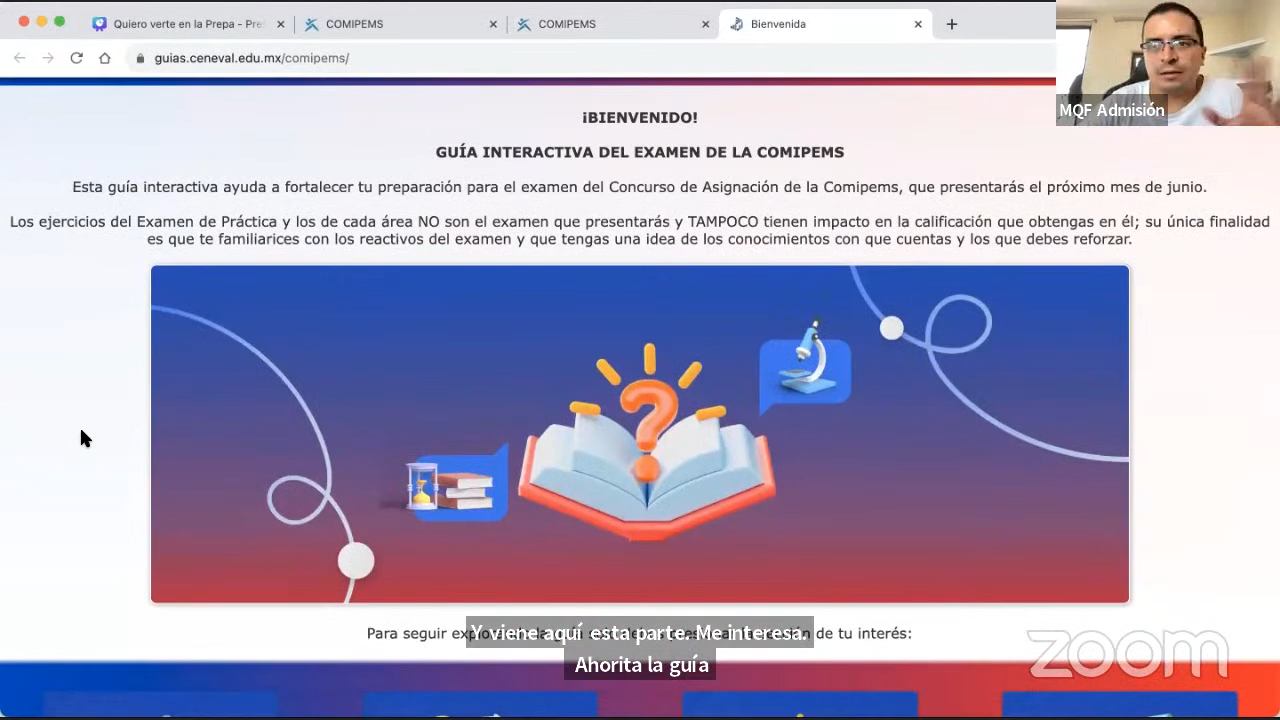 Quiero verte en la Prepa - Pre
COMIPEMS
COMIPEMS
Bienvenida
guias.ceneval.edu.mx/comipems/
MQF Admisión
¡BIENVENIDO!
GUÍA INTERACTIVA DEL EXAMEN DE LA COMIPEMS
Esta guía interactiva ayuda a fortalecer tu preparación para el examen del Concurso de Asignación de la Comipems, que presentarás el próximo mes de junio.
Los ejercicios del Examen de Práctica y los de cada área NO son el examen que presentarás y TAMPOCO tienen impacto en la calificación que obtengas en él; su única finalidad
es que te familiarices con los reactivos del examen y que tengas una idea de los conocimientos con que cuentas y los que debes reforzar.
Para seguir de tu interés:
Y viene aquí esta parte. Me interesa.
Ahorita la guía
zoom